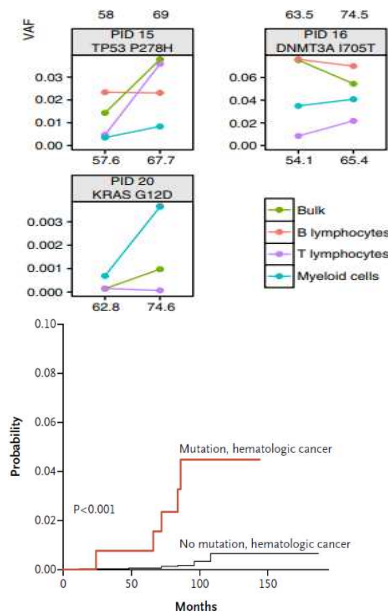 58 69
63.5 74.5
VAF
PID 15
TP53 P278H
PID 16
DNMT3A I705T
0.03
0.02
0.01
0.00
57.6 67.7
0.06
0.04
0.02
0.00
54.1 65.4
PID 20
KRAS G12D
0.003
0.002
0.001
0.000
62.8 74.6
Bulk
B lymphocytes
T lymphocytes
Myeloid cells
0.10
0.08
0.06
0.04
0.02
0.00
Probability
Mutation, hematologic cancer
P<0.001
No mutation, hematologic cancer
0 50 100 150
Months